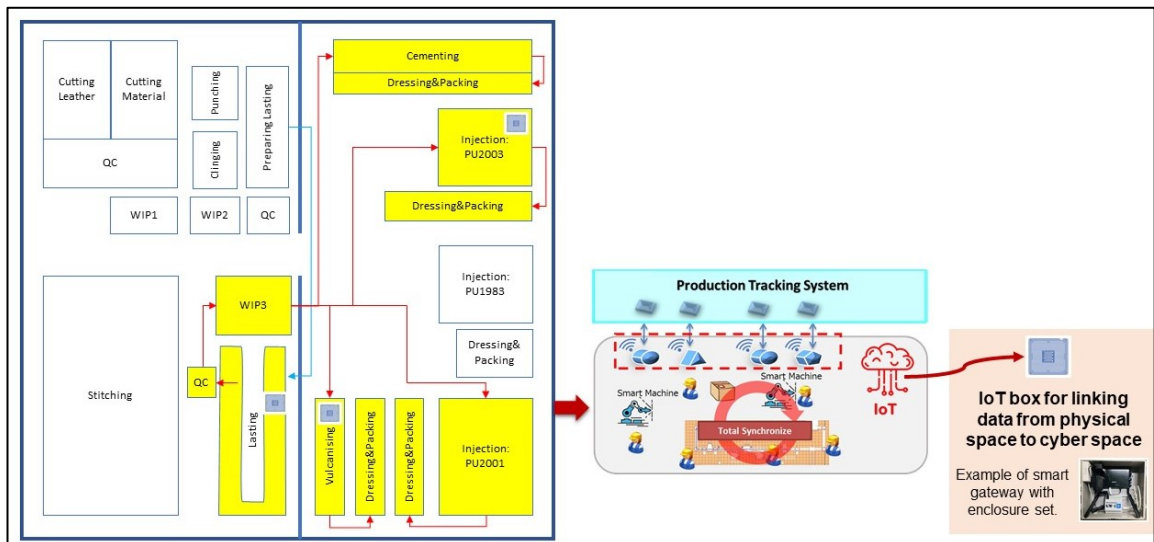 Cutting
Leather
Cutting
Material
QC
Punching
Clinging
Preparing Lasting
WIP1
WIP2
QC
Stitching
WIP3
QC
Lasting
Cementing
Dressing&Packing
Injection:
PU2003
Dressing&Packing
Injection:
PU1983
Dressing&
Packing
Vulcanising
Dressing&Packing
Dressing&Packing
Injection:
PU2001
Production Tracking System
Smart Machine
Smart Machine
Total Synchronize
IoT
IoT box for linking
data from physical
space to cyber space
Example of smart
gateway with
enclosure set.